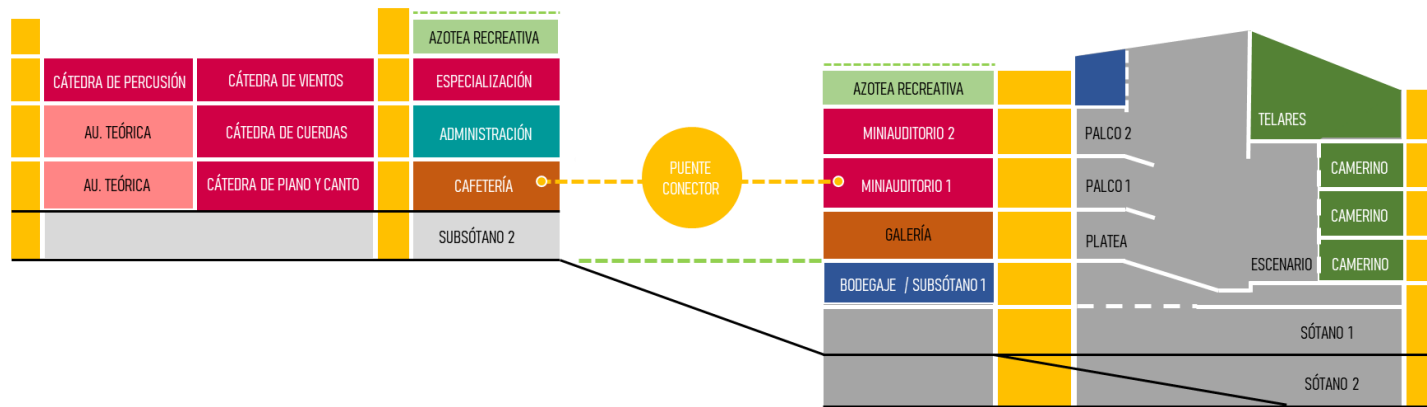 AZOTEA RECREATIVA
CÁTEDRA DE PERCUSIÓN
CÁTEDRA DE VIENTOS
ESPECIALIZACIÓN
AU. TEÓRICA
CÁTEDRA DE CUERDAS
ADMINISTRACIÓN
AU. TEÓRICA
CÁTEDRA DE PIANO Y CANTO
CAFETERÍA
SUBSÓTANO 2
PUENTE
CONECTOR
AZOTEA RECREATIVA
MINIAUDITORIO 2
MINIAUDITORIO 1
GALERÍA
BODEGAJE / SUBSÓTANO 1
PALCO 2
PALCO 1
PLATEA
TELARES
CAMERINO
CAMERINO
ESCENARIO
CAMERINO
SÓTANO 1
SÓTANO 2